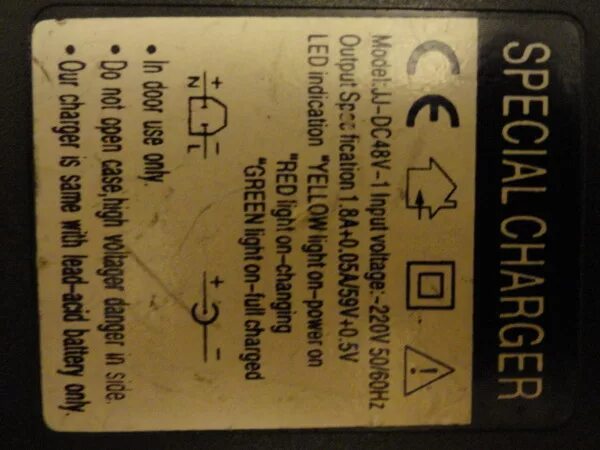 SPECIAL CHARGER
CE
Model:JJ-DC48V-1 Input voltage:~220V 50/60Hz
Output Specification 1.8A+0.05A/59V+0.5V
LED indication "YELLOW light on-power on
"RED light on-changing
"GREEN light on-full charged
+
N L
+ -
• In door use only.
• Do not open case,high voltager danger in side.
• Our charger is same with lead-acid battery only.